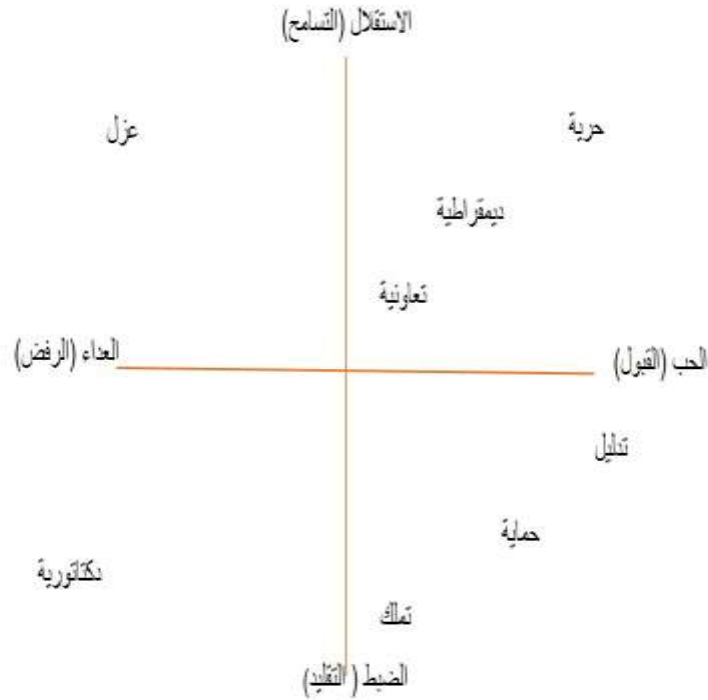 الاستقلال (التسامح)
حرية
عزل
ديمقراطية
تعاونية
الحب (القبول)
العداء (الرفض)
تدليل
حماية
دكتاتورية
تملك
الضبط ( التقليد)